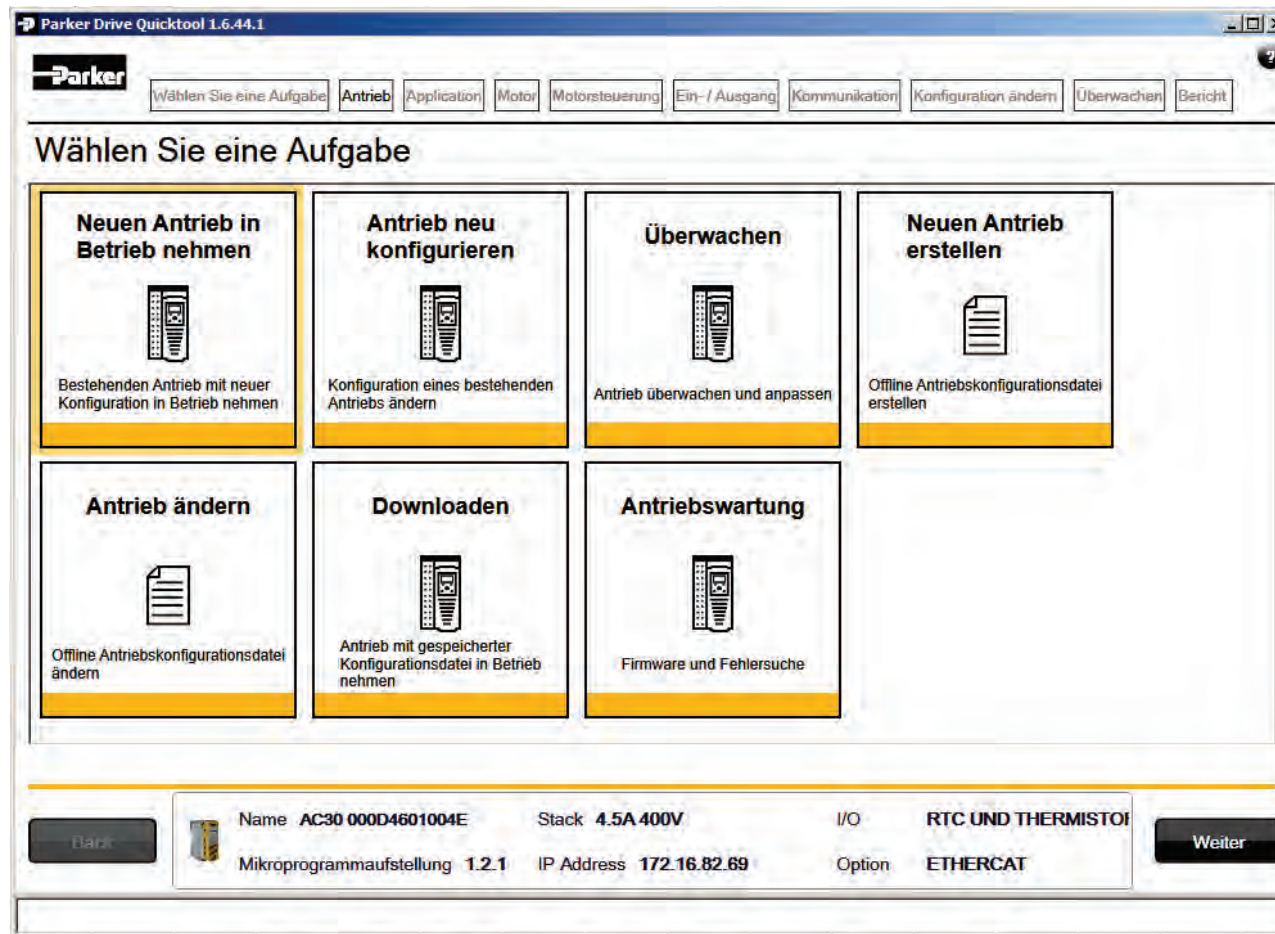 Parker Drive Quicktool 1.6.44.1
?
Parker
Wählen Sie eine Aufgabe Antrieb Application Motor Motorsteuerung Ein- / Ausgang Kommunikation Konfiguration ändern Überwachen Bericht
Wählen Sie eine Aufgabe
Neuen Antrieb in
Betrieb nehmen
Bestehenden Antrieb mit neuer
Konfiguration in Betrieb nehmen
Antrieb neu
konfigurieren
Konfiguration eines bestehenden
Antriebs ändern
Überwachen
Antrieb überwachen und anpassen
Neuen Antrieb
erstellen
Offline Antriebskonfigurationsdatei
erstellen
Antrieb ändern
Offline Antriebskonfigurationsdatei
ändern
Downloaden
Antrieb mit gespeicherter
Konfigurationsdatei in Betrieb
nehmen
Antriebswartung
Firmware und Fehlersuche
Back
Name AC30 000D4601004E Stack 4.5A 400V I/O RTC UND THERMISTOR
Mikroprogrammaufstellung 1.2.1 IP Address 172.16.82.69 Option ETHERCAT
Weiter